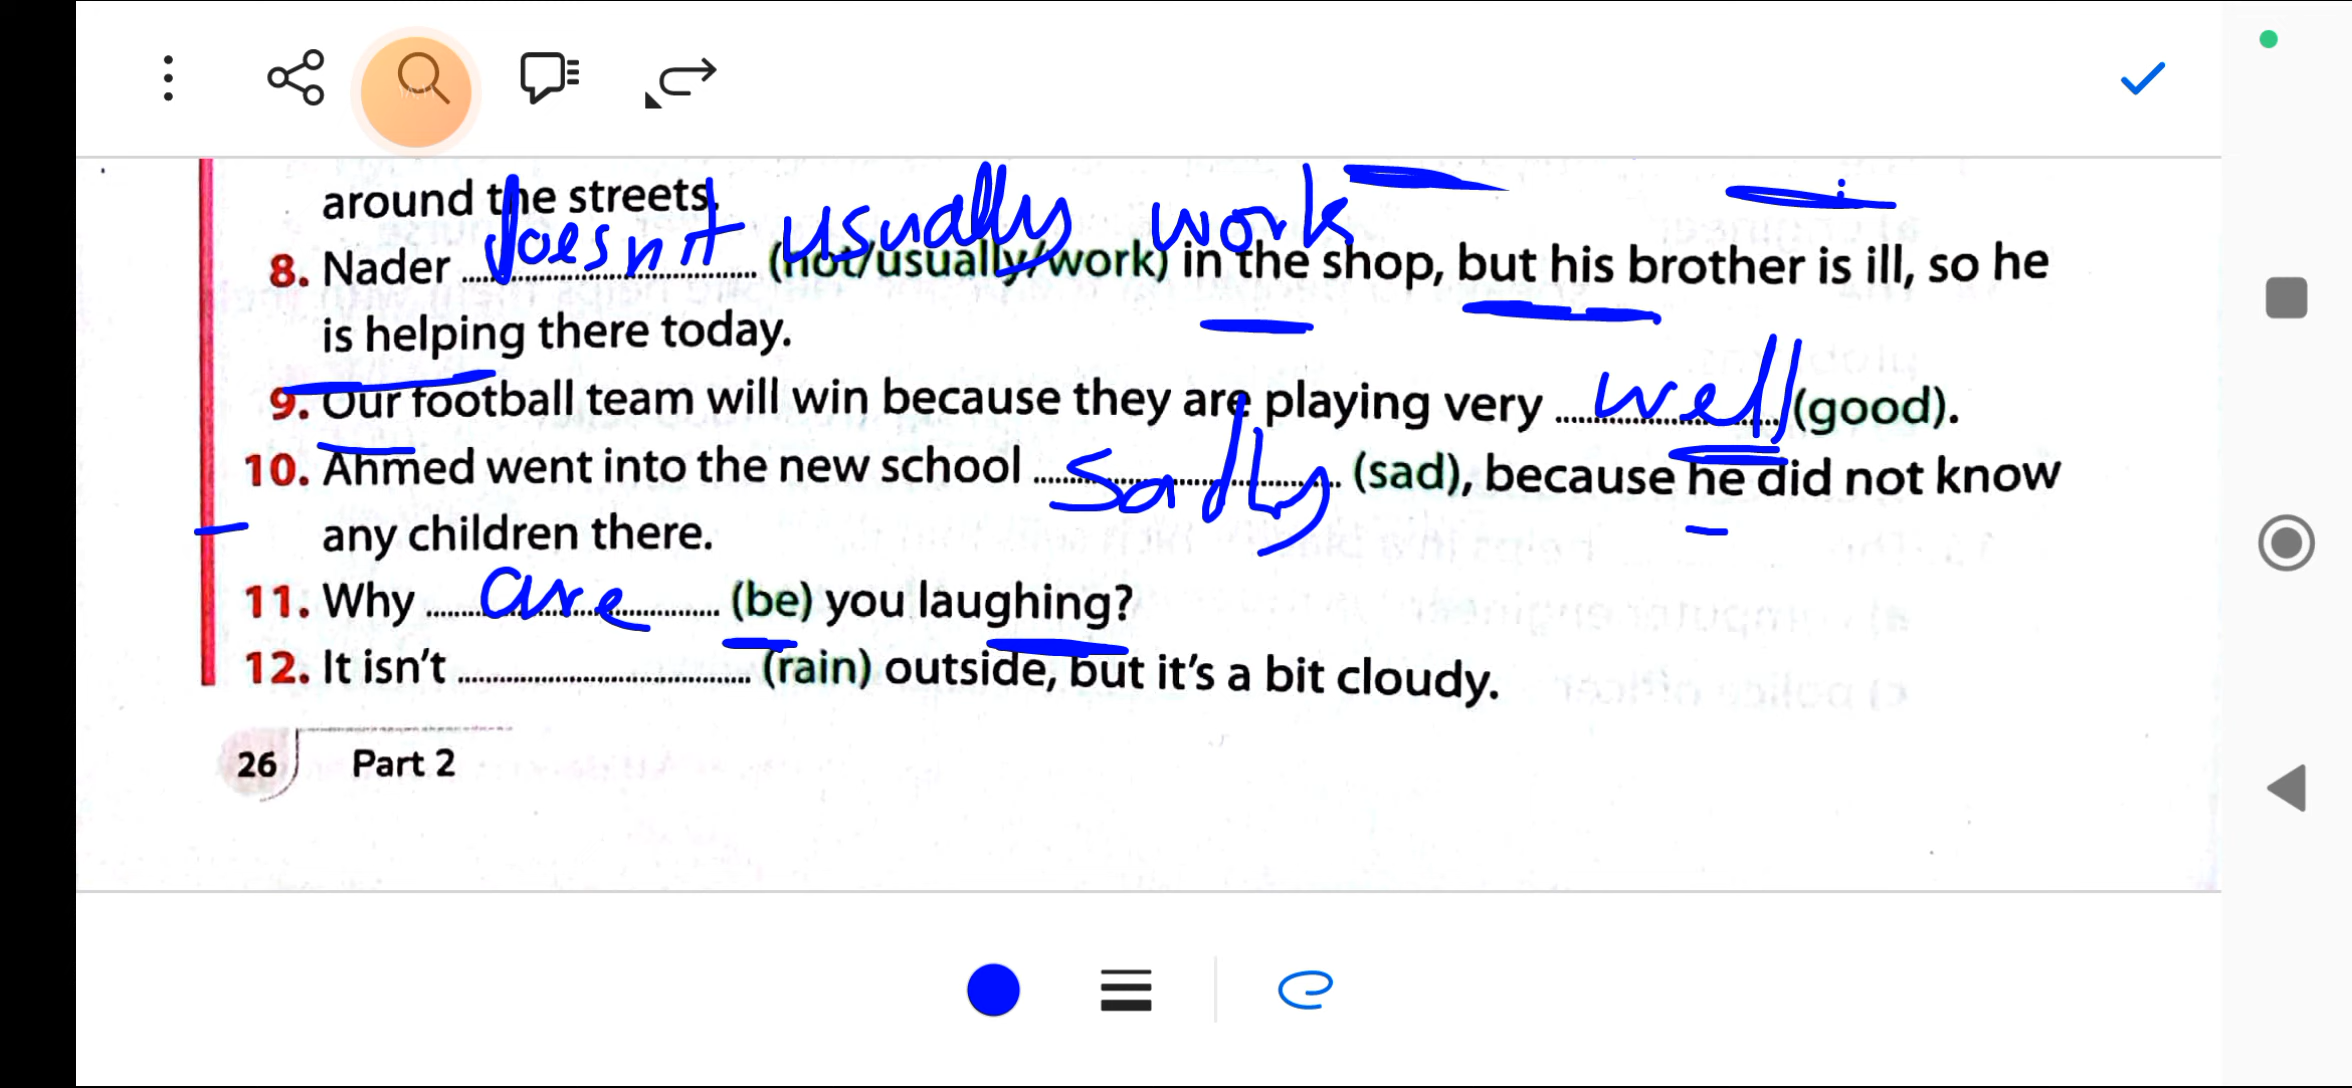 around the streets.
doesn't usually work
8. Nader .............................. (not/usually/work) in the shop, but his brother is ill, so he
is helping there today.
9. Our football team will win because they are playing very ...... well ...... (good).
10. Ahmed went into the new school ...... sadly ...... (sad), because he did not know
any children there.
11. Why ...... are ...... (be) you laughing?
12. It isn't .............................. (rain) outside, but it's a bit cloudy.
26 Part 2